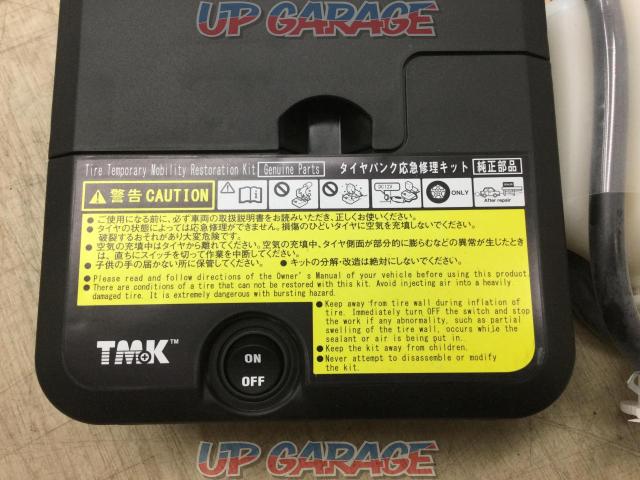 UP GARAGE
Tire Temporary Mobility Restoration Kit Genuine Parts タイヤパンク応急修理キット 純正部品
警告 CAUTION
DC12V
ONLY
After repair
●ご使用になる前に、必ず車両の取扱説明書をお読みいただき、正しくお使いください。
●タイヤの状態によっては応急修理ができません。損傷のひどいタイヤに空気を充填しないでください。
破裂するおそれがあり大変危険です。
●空気の充填中はタイヤから離れてください。空気の充填中、タイヤ側面が部分的に膨らむなどの異常が生じたときは、直ちにスイッチを切って作業を中断してください。
●子供の手の届かない所に保管してください。 ●キットの分解・改造は絶対にしないでください。
●Please read and follow directions of the Owner's Manual of your vehicle before using this product.
●There are conditions of a tire that can not be restored with this kit. Avoid injecting air into a heavily
damaged tire. It is extremely dangerous with bursting hazard.
●Keep away from tire wall during inflation of
tire. Immediately turn OFF the switch and stop
the work if any abnormality, such as partial
swelling of the tire wall, occurs while the
sealant or air is being put in.
●Keep the kit away from children.
●Never attempt to disassemble or modify
the kit.
TMK™
ON
OFF
UP GARAGE